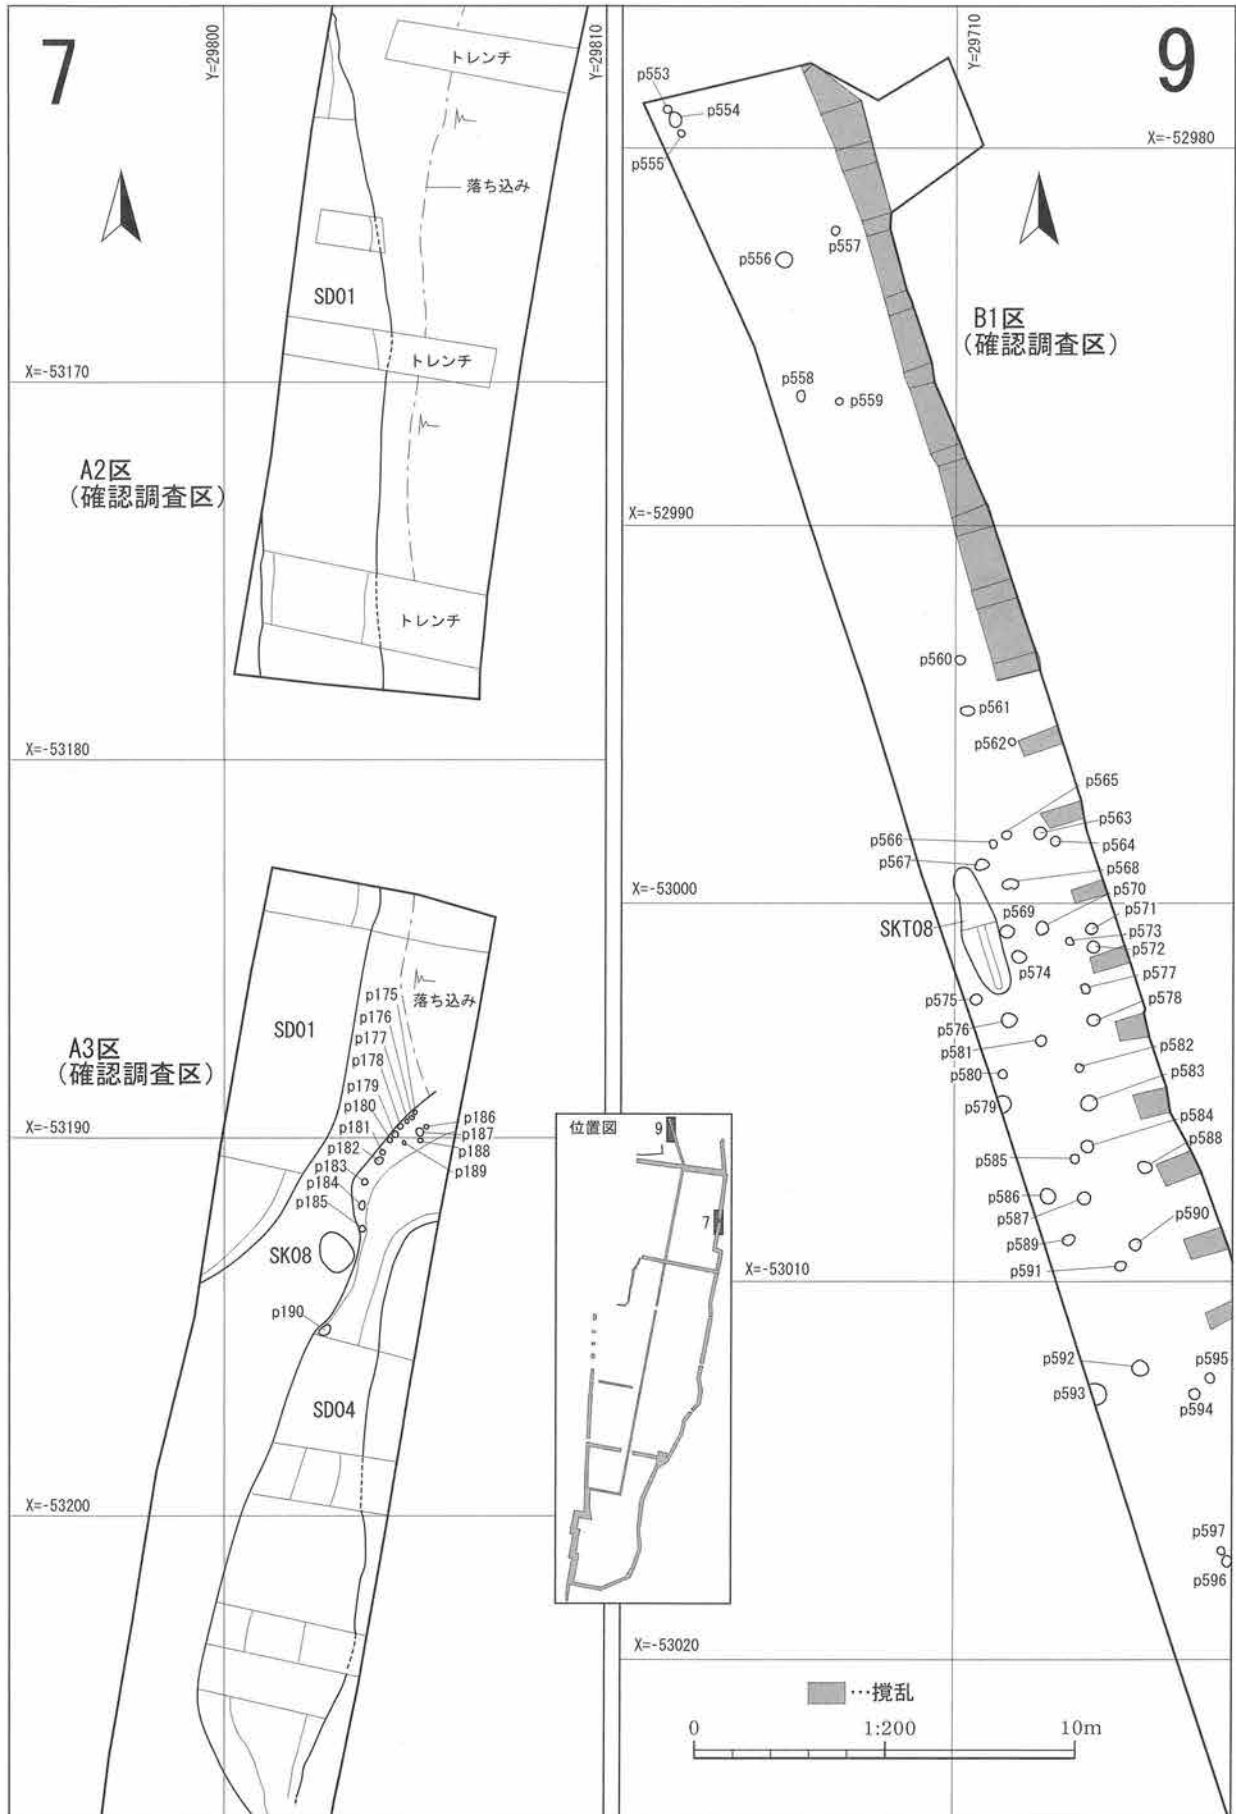 7
Y=29800
Y=29810
トレンチ
落ち込み
SD01
トレンチ
X=-53170
A2区
(確認調査区)
トレンチ
X=-53180
SD01
落ち込み
p175
p176
p177
p178
p179
p180
p181
p182
p183
p184
p185
p186
p187
p188
p189
A3区
(確認調査区)
X=-53190
SK08
p190
SD04
X=-53200
9
Y=29710
p553
p554
p555
X=-52980
p556
p557
B1区
(確認調査区)
p558
p559
X=-52990
p560
p561
p562
p565
p563
p566
p564
p567
p568
X=-53000
p570
p569
p571
SKT08
p573
p572
p574
p577
p575
p578
p576
p581
p582
p580
p583
p579
p584
p588
p585
p586
p587
p590
p589
p591
X=-53010
p592
p595
p593
p594
p597
p596
X=-53020
位置図
9
7
…撹乱
0
1:200
10m